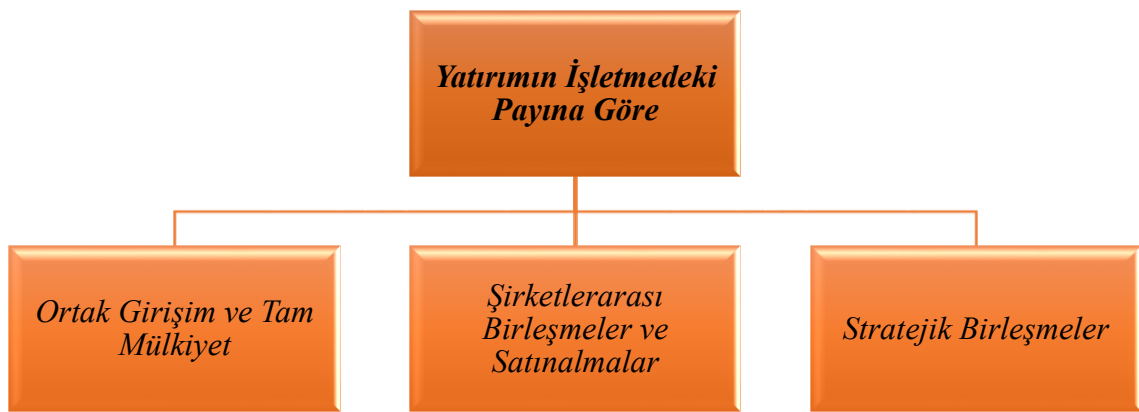 Yatırımın İşletmedeki
Payına Göre
Ortak Girişim ve Tam
Mülkiyet
Şirketlerarası
Birleşmeler ve
Satınalmalar
Stratejik Birleşmeler